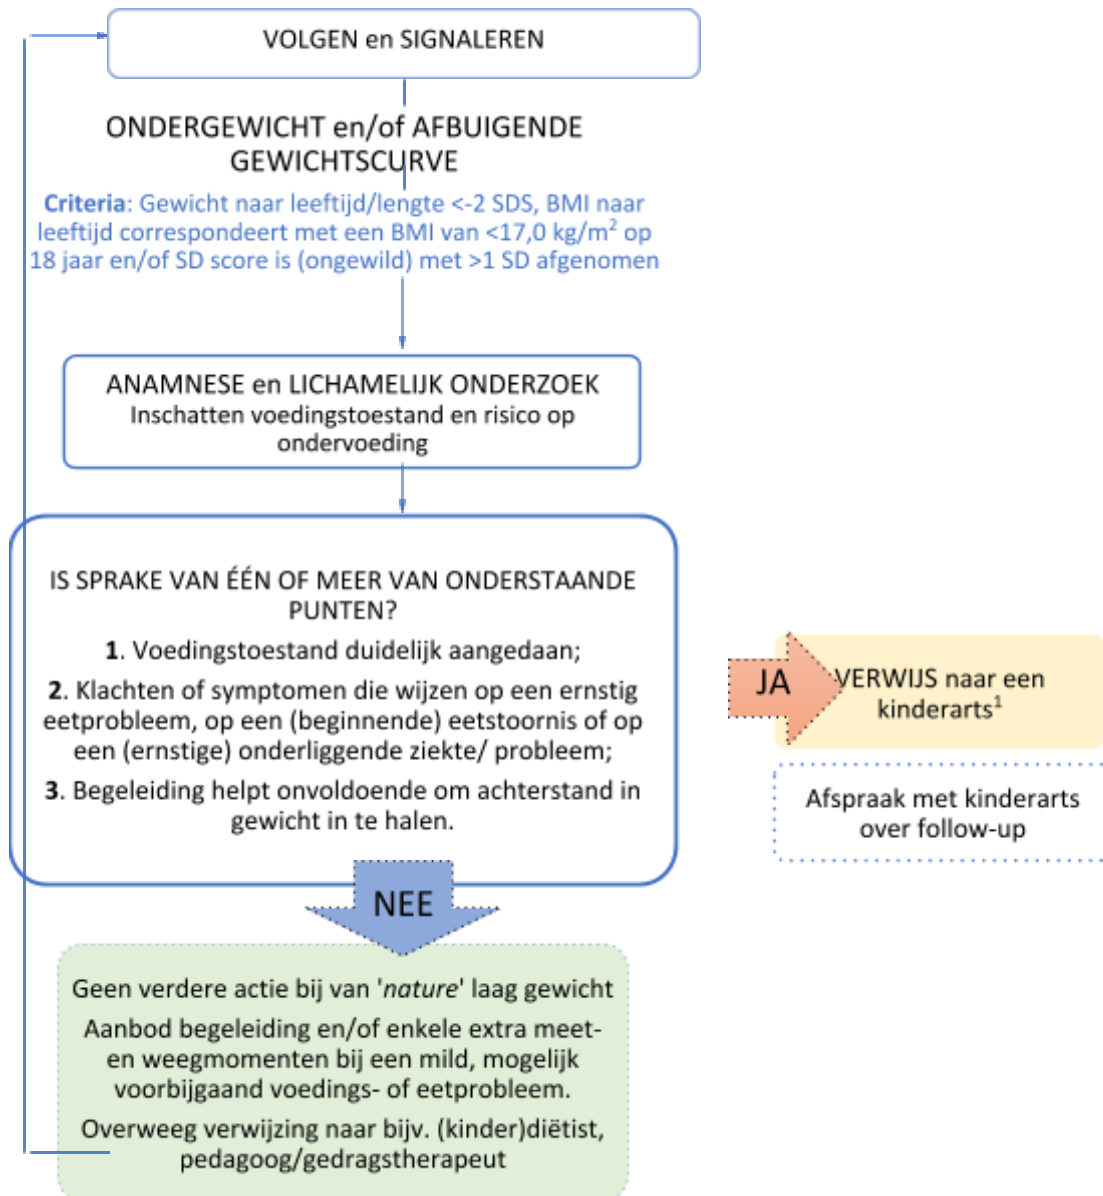 VOLGEN en SIGNALEREN
ONDERGEWICHT en/of AFBUIGENDE
GEWICHTSCURVE
Criteria: Gewicht naar leeftijd/lengte <-2 SDS, BMI naar
leeftijd correspondeert met een BMI van <17,0 kg/m² op
18 jaar en/of SD score is (ongewild) met >1 SD afgenomen
ANAMNESE en LICHAMELIJK ONDERZOEK
Inschatten voedingstoestand en risico op
ondervoeding
IS SPRAKE VAN ÉÉN OF MEER VAN ONDERSTAANDE
PUNTEN?
1. Voedingstoestand duidelijk aangedaan;
2. Klachten of symptomen die wijzen op een ernstig
eetprobleem, op een (beginnende) eetstoornis of op
een (ernstige) onderliggende ziekte/ probleem;
3. Begeleiding helpt onvoldoende om achterstand in
gewicht in te halen.
JA
VERWIJS naar een
kinderarts¹
Afspraak met kinderarts
over follow-up
NEE
Geen verdere actie bij van 'nature' laag gewicht
Aanbod begeleiding en/of enkele extra meet-
en weegmomenten bij een mild, mogelijk
voorbijgaand voedings- of eetprobleem.
Overweeg verwijzing naar bijv. (kinder)diëtist,
pedagoog/gedragstherapeut